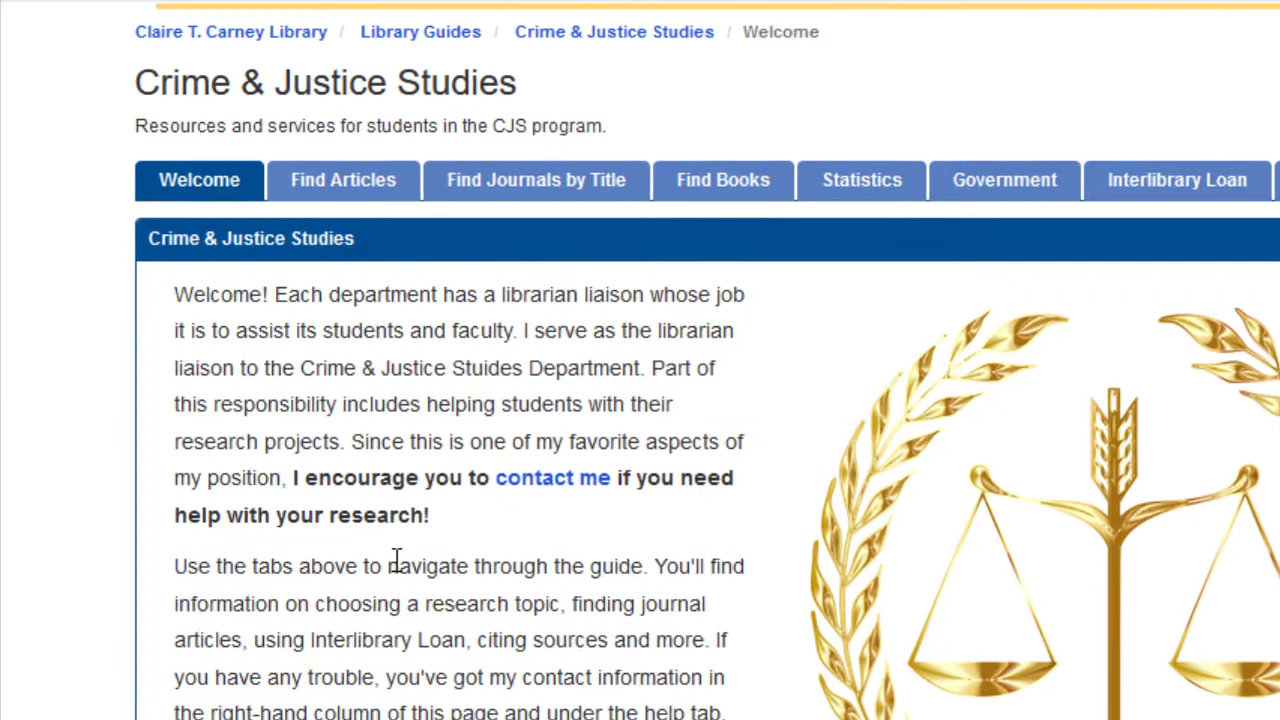 Claire T. Carney Library / Library Guides / Crime & Justice Studies / Welcome
Crime & Justice Studies
Resources and services for students in the CJS program.
Welcome Find Articles Find Journals by Title Find Books Statistics Government Interlibrary Loan
Crime & Justice Studies
Welcome! Each department has a librarian liaison whose job
it is to assist its students and faculty. I serve as the librarian
liaison to the Crime & Justice Stuides Department. Part of
this responsibility includes helping students with their
research projects. Since this is one of my favorite aspects of
my position, I encourage you to contact me if you need
help with your research!
Use the tabs above to navigate through the guide. You'll find
information on choosing a research topic, finding journal
articles, using Interlibrary Loan, citing sources and more. If
you have any trouble, you've got my contact information in
the right-hand column of this page and under the help tab.